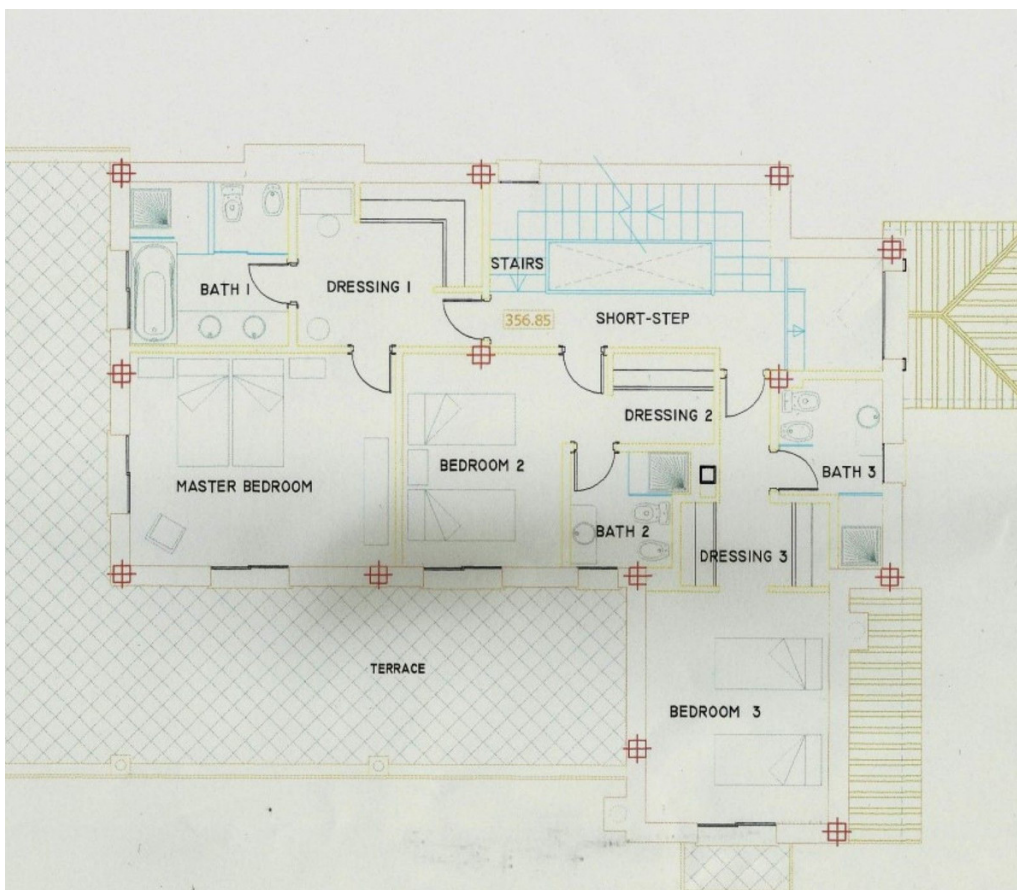 STAIRS
BATH 1
DRESSING 1
356.85
SHORT-STEP
DRESSING 2
BEDROOM 2
BATH 3
MASTER BEDROOM
BATH 2
DRESSING 3
TERRACE
BEDROOM 3